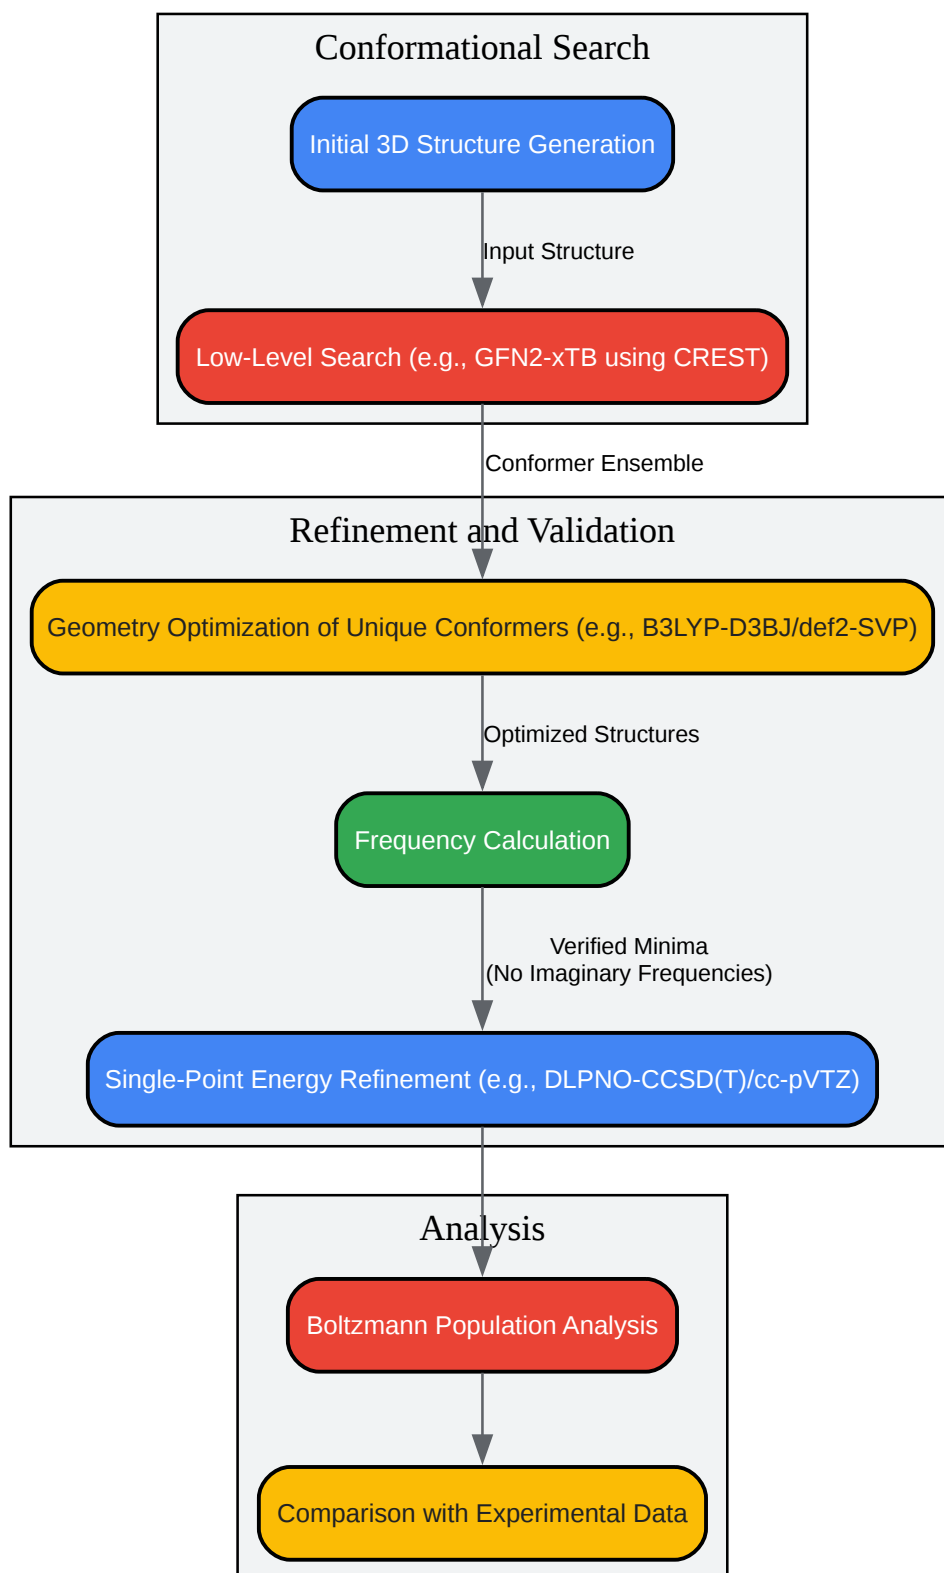 Conformational Search
Initial 3D Structure Generation
Input Structure
Low-Level Search (e.g., GFN2-xTB using CREST)
Conformer Ensemble
Refinement and Validation
Geometry Optimization of Unique Conformers (e.g., B3LYP-D3BJ/def2-SVP)
Optimized Structures
Frequency Calculation
Verified Minima
(No Imaginary Frequencies)
Single-Point Energy Refinement (e.g., DLPNO-CCSD(T)/cc-pVTZ)
Analysis
Boltzmann Population Analysis
Comparison with Experimental Data